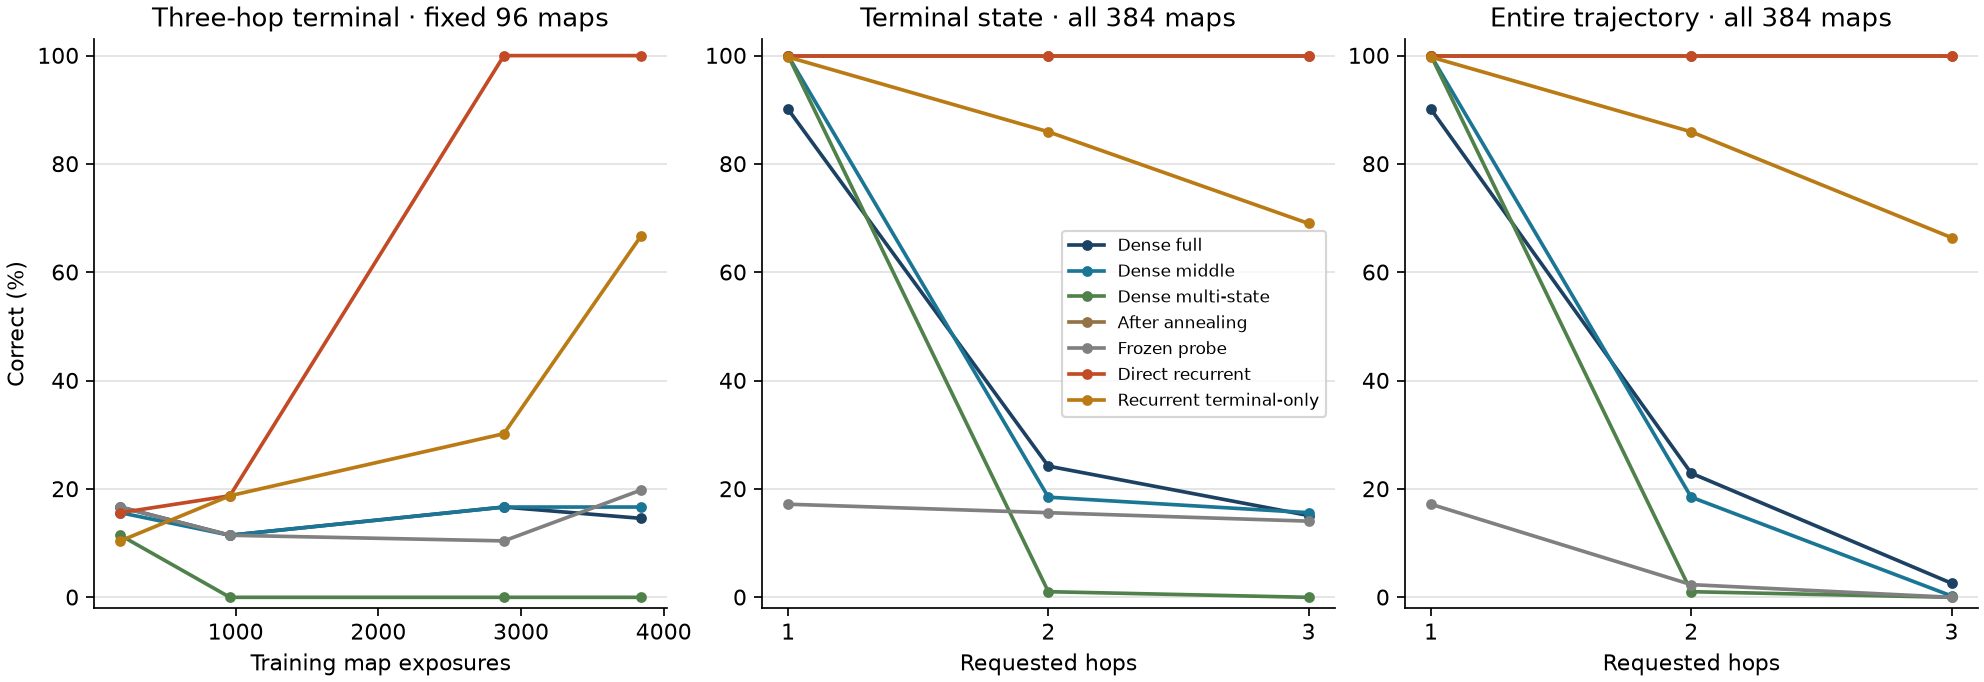 Three-hop terminal · fixed 96 maps
Correct (%)
100
80
60
40
20
0
1000
2000
3000
4000
Training map exposures
Terminal state · all 384 maps
100
80
60
40
20
0
Dense full
Dense middle
Dense multi-state
After annealing
Frozen probe
Direct recurrent
Recurrent terminal-only
1
2
3
Requested hops
Entire trajectory · all 384 maps
100
80
60
40
20
0
1
2
3
Requested hops